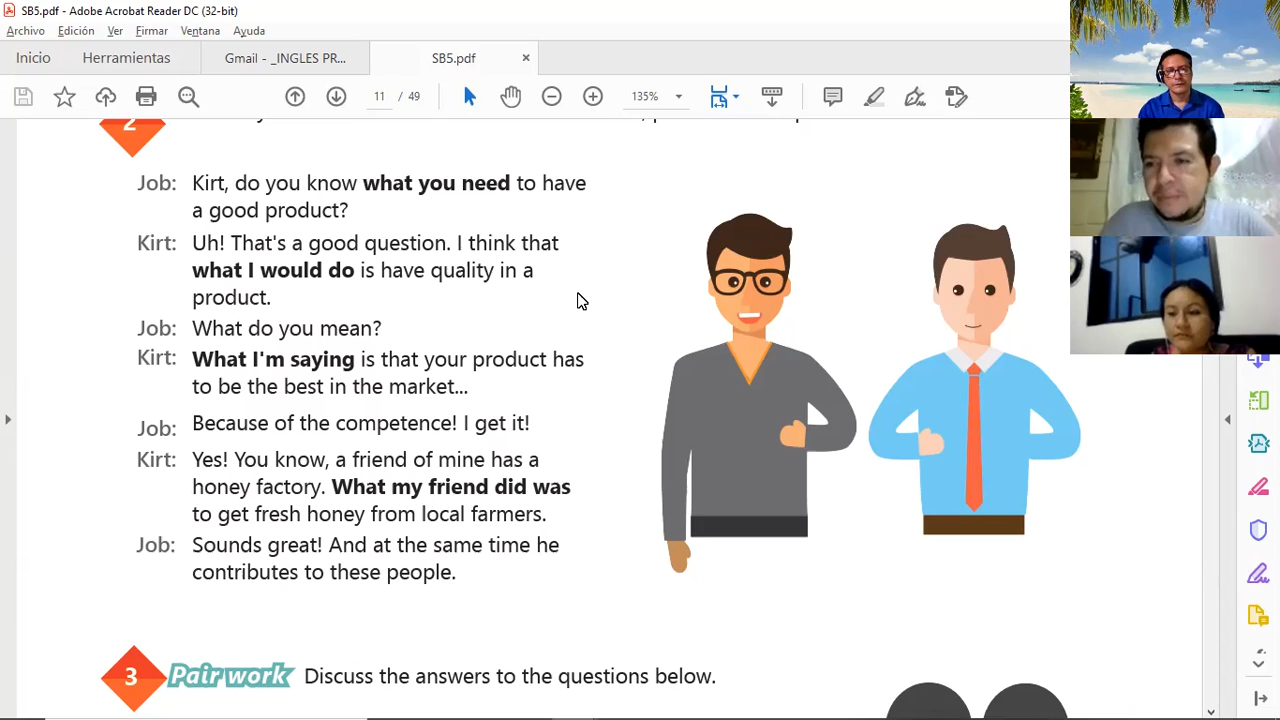 SB5.pdf - Adobe Acrobat Reader DC (32-bit)
Archivo Edición Ver Firmar Ventana Ayuda
Inicio Herramientas Gmail - _INGLES PR... SB5.pdf ×
11 / 49 135%
2
Job: Kirt, do you know what you need to have
a good product?
Kirt: Uh! That's a good question. I think that
what I would do is have quality in a
product.
Job: What do you mean?
Kirt: What I'm saying is that your product has
to be the best in the market...
Job: Because of the competence! I get it!
Kirt: Yes! You know, a friend of mine has a
honey factory. What my friend did was
to get fresh honey from local farmers.
Job: Sounds great! And at the same time he
contributes to these people.
3 Pair work Discuss the answers to the questions below.